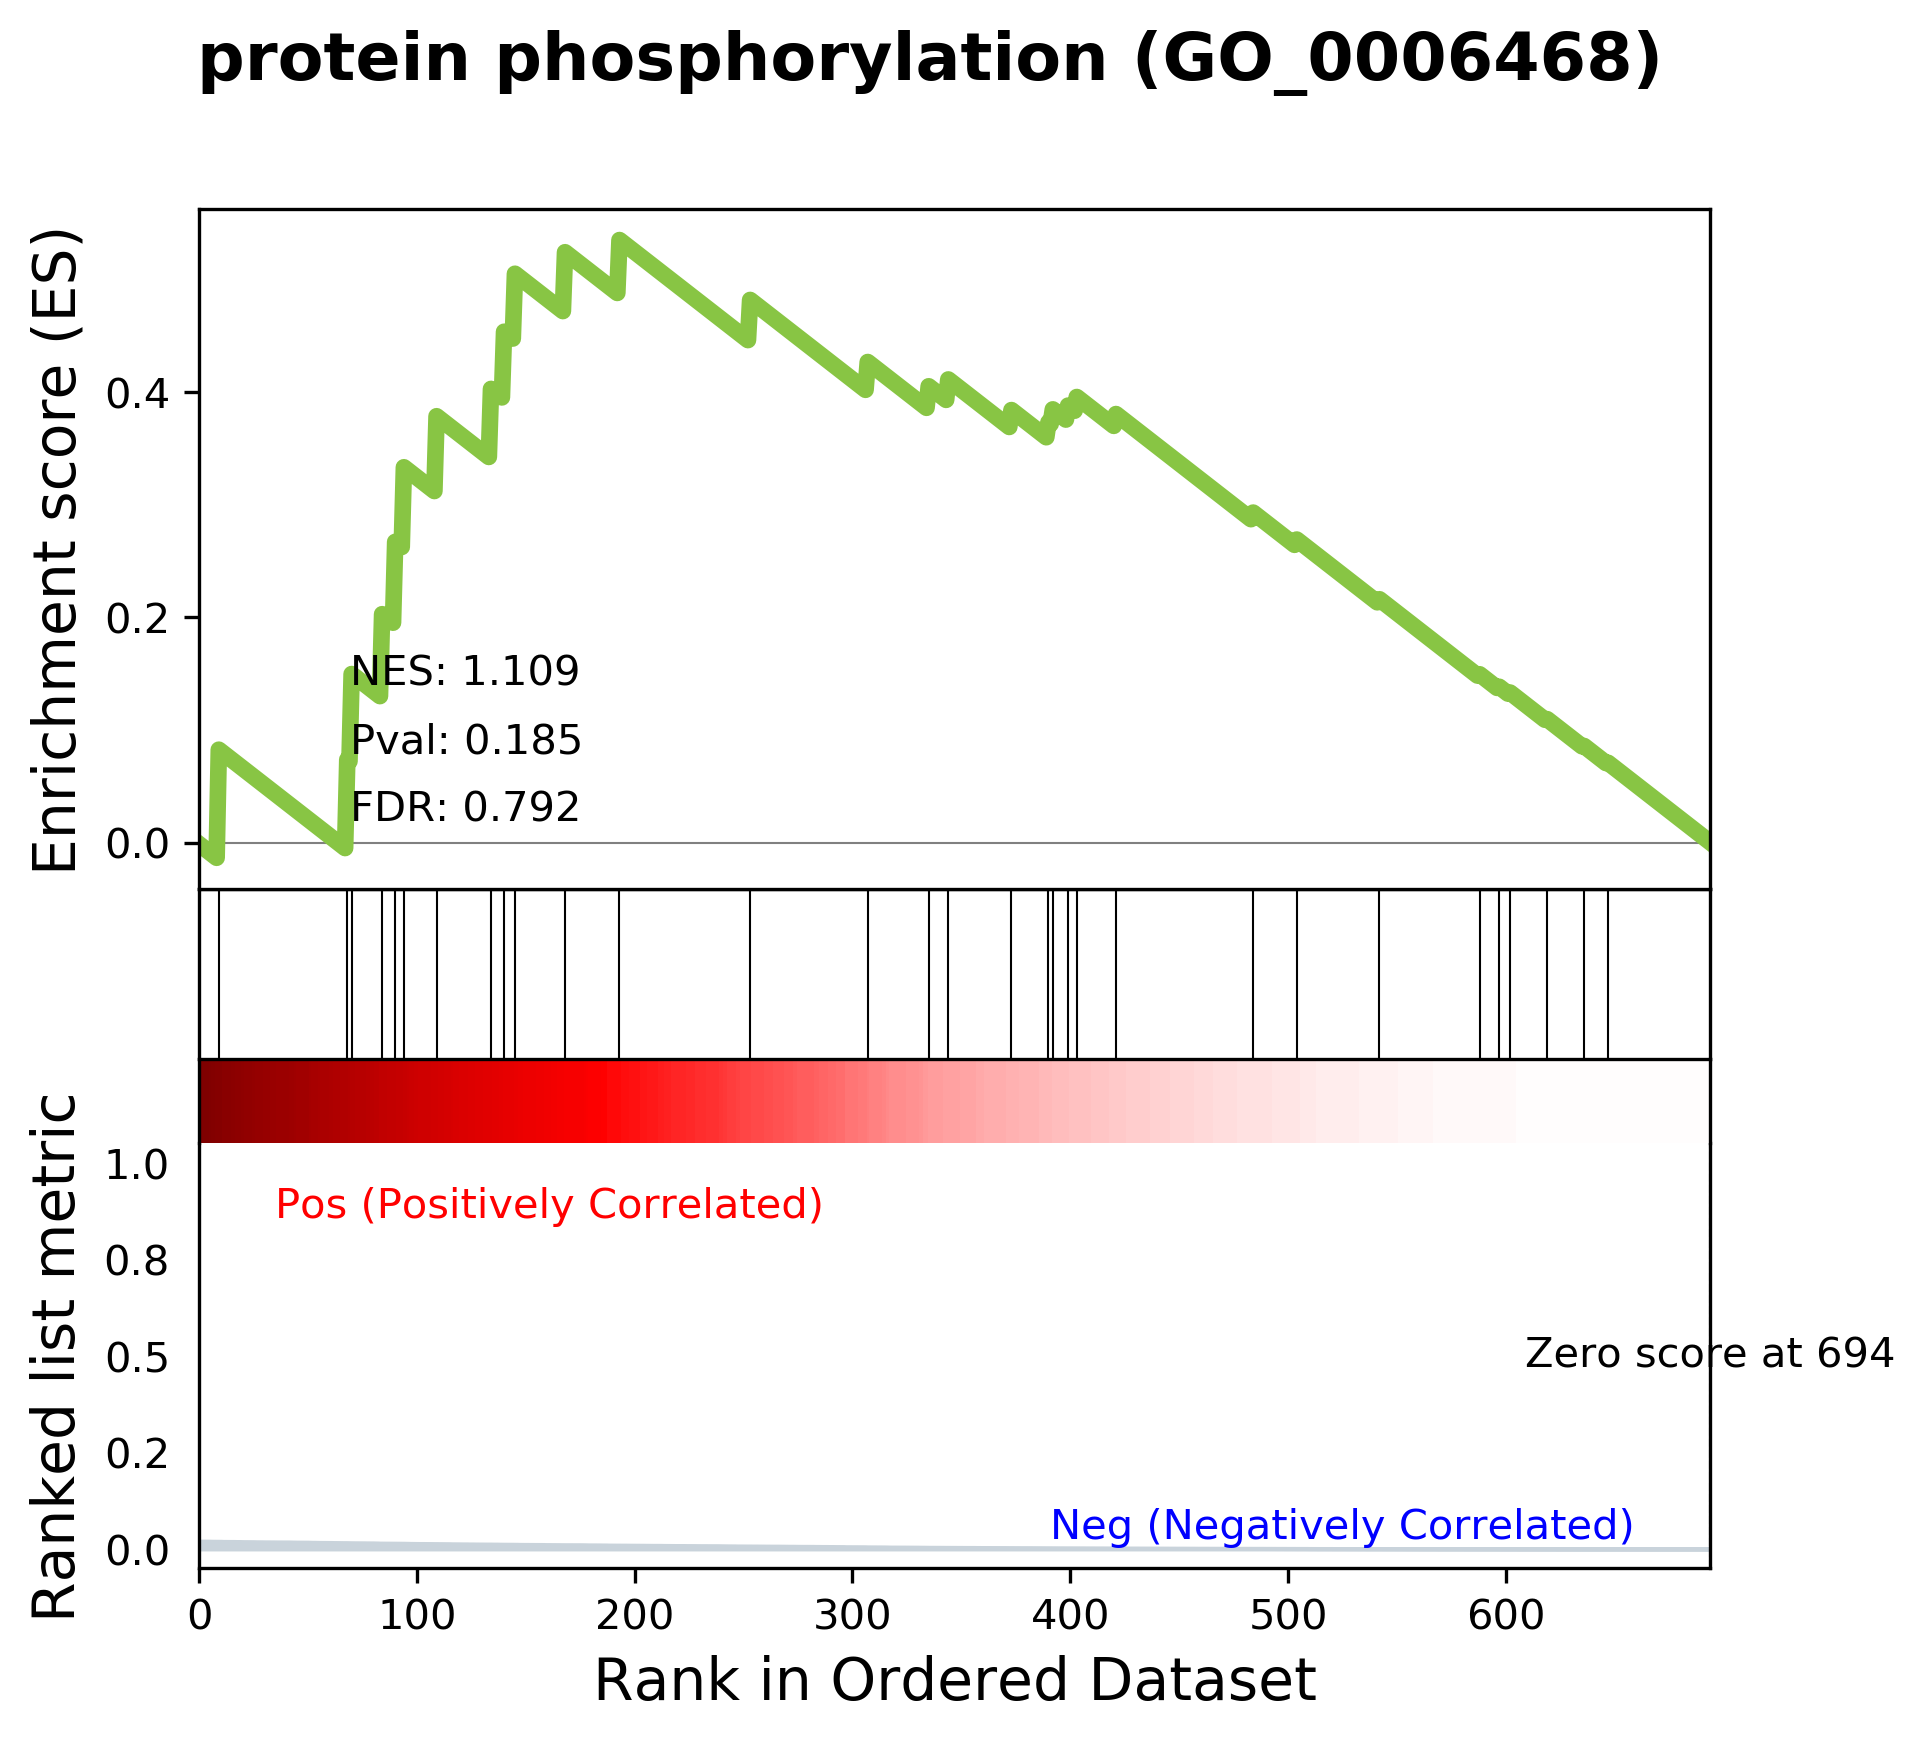 protein phosphorylation (GO_0006468)
Enrichment score (ES)
0.4
0.2
0.0
NES: 1.109
Pval: 0.185
FDR: 0.792
Ranked list metric
1.0
0.8
0.5
0.2
0.0
Pos (Positively Correlated)
Zero score at 694
Neg (Negatively Correlated)
0 100 200 300 400 500 600
Rank in Ordered Dataset